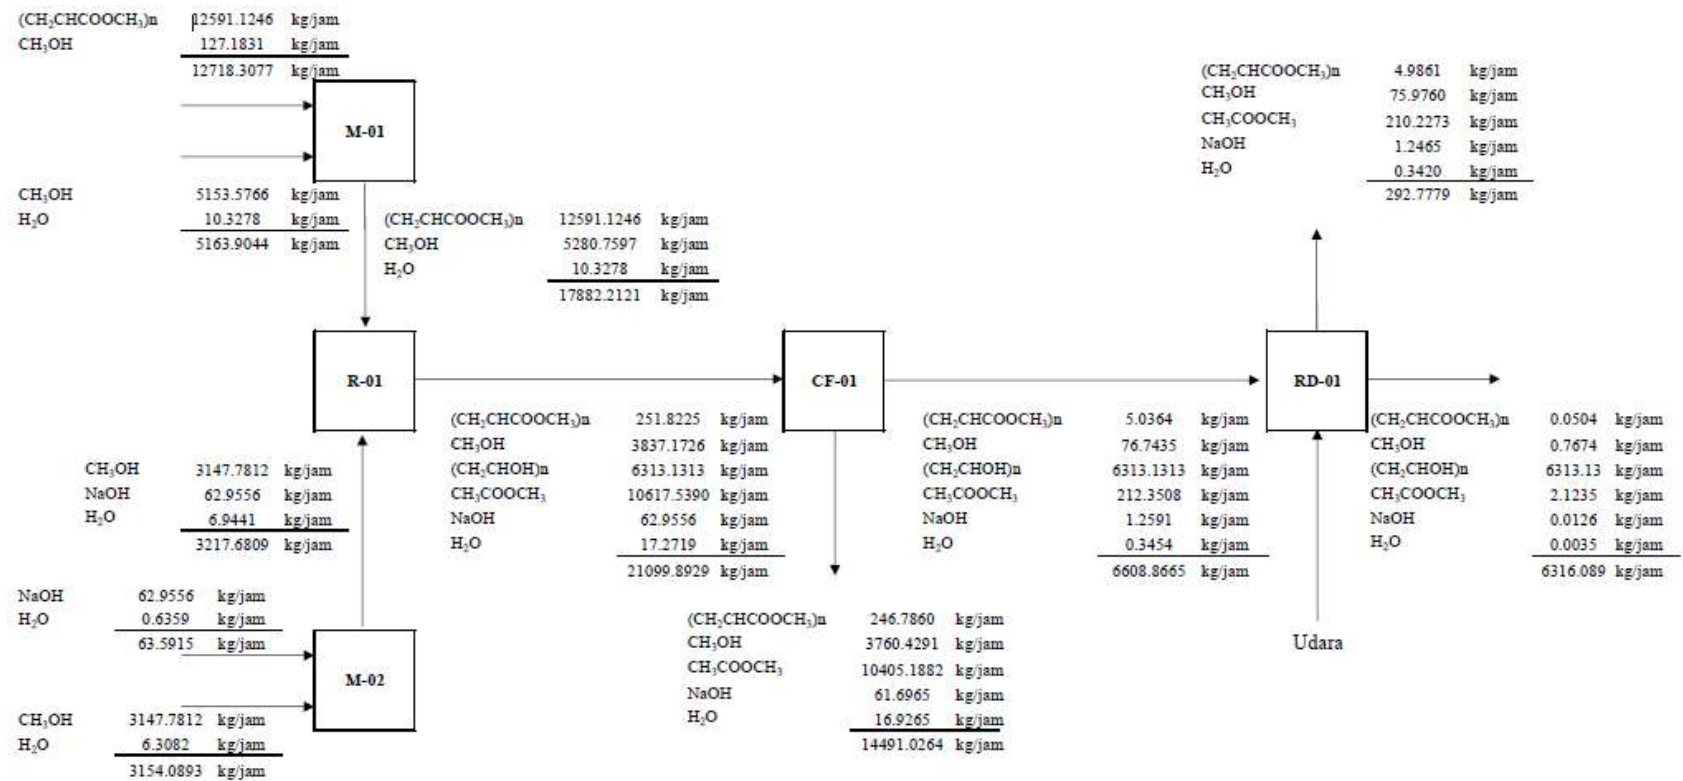 (CH₂CHCOOCH₃)n 12591.1246 kg/jam
CH₃OH 127.1831 kg/jam
12718.3077 kg/jam
M-01
CH₃OH 5153.5766 kg/jam
H₂O 10.3278 kg/jam
5163.9044 kg/jam
(CH₂CHCOOCH₃)n 12591.1246 kg/jam
CH₃OH 5280.7597 kg/jam
H₂O 10.3278 kg/jam
17882.2121 kg/jam
(CH₂CHCOOCH₃)n 4.9861 kg/jam
CH₃OH 75.9760 kg/jam
CH₃COOCH₃ 210.2273 kg/jam
NaOH 1.2465 kg/jam
H₂O 0.3420 kg/jam
292.7779 kg/jam
R-01
CF-01
RD-01
CH₃OH 3147.7812 kg/jam
NaOH 62.9556 kg/jam
H₂O 6.9441 kg/jam
3217.6809 kg/jam
(CH₂CHCOOCH₃)n 251.8225 kg/jam
CH₃OH 3837.1726 kg/jam
(CH₂CHOH)n 6313.1313 kg/jam
CH₃COOCH₃ 10617.5390 kg/jam
NaOH 62.9556 kg/jam
H₂O 17.2719 kg/jam
21099.8929 kg/jam
(CH₂CHCOOCH₃)n 5.0364 kg/jam
CH₃OH 76.7435 kg/jam
(CH₂CHOH)n 6313.1313 kg/jam
CH₃COOCH₃ 212.3508 kg/jam
NaOH 1.2591 kg/jam
H₂O 0.3454 kg/jam
6608.8665 kg/jam
(CH₂CHCOOCH₃)n 0.0504 kg/jam
CH₃OH 0.7674 kg/jam
(CH₂CHOH)n 6313.13 kg/jam
CH₃COOCH₃ 2.1235 kg/jam
NaOH 0.0126 kg/jam
H₂O 0.0035 kg/jam
6316.089 kg/jam
NaOH 62.9556 kg/jam
H₂O 0.6359 kg/jam
63.5915 kg/jam
M-02
CH₃OH 3147.7812 kg/jam
H₂O 6.3082 kg/jam
3154.0893 kg/jam
(CH₂CHCOOCH₃)n 246.7860 kg/jam
CH₃OH 3760.4291 kg/jam
CH₃COOCH₃ 10405.1882 kg/jam
NaOH 61.6965 kg/jam
H₂O 16.9265 kg/jam
14491.0264 kg/jam
Udara